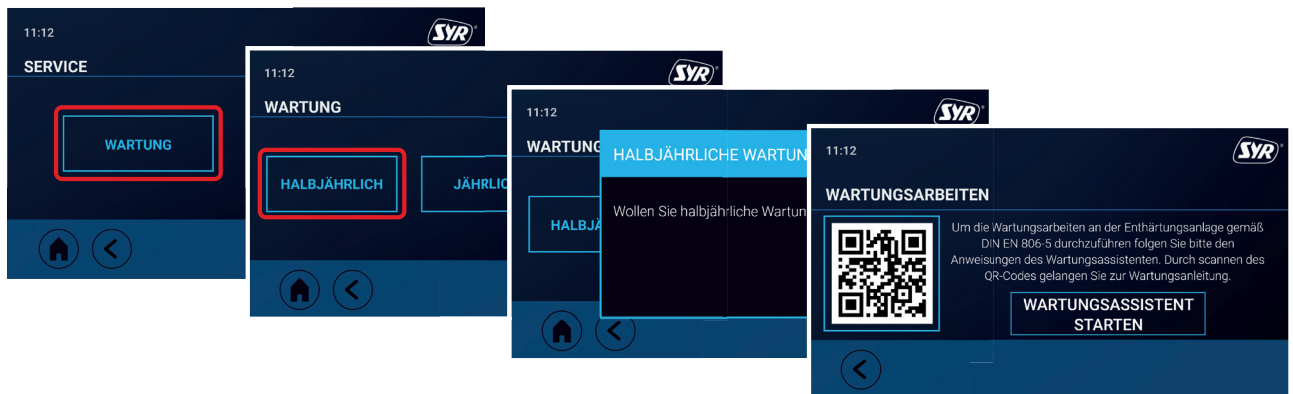 11:12
SYR
SERVICE
WARTUNG
11:12
SYR
WARTUNG
HALBJÄHRLICH
JÄHRLIC
11:12
SYR
WARTUNG
HALBJÄ
HALBJÄHRLICHE WARTUN
Wollen Sie halbjährliche Wartun
11:12
SYR
WARTUNGSARBEITEN
Um die Wartungsarbeiten an der Enthärtungsanlage gemäß
DIN EN 806-5 durchzuführen folgen Sie bitte den
Anweisungen des Wartungsassistenten. Durch scannen des
QR-Codes gelangen Sie zur Wartungsanleitung.
WARTUNGSASSISTENT
STARTEN